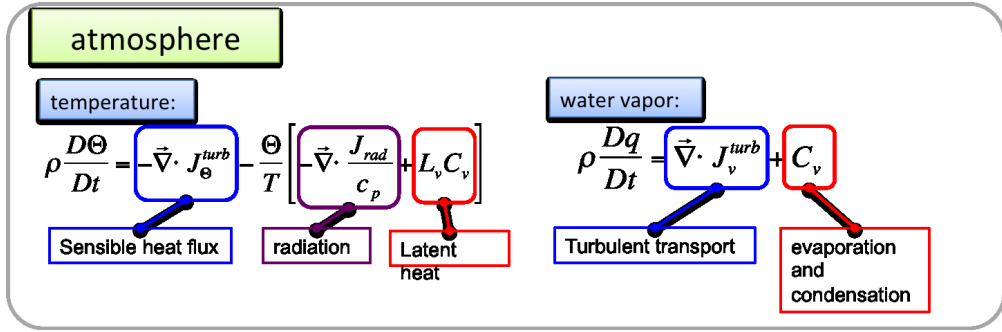 atmosphere
temperature:
water vapor:
ρ DΘ/Dt = −∇⃗· J_Θ^turb − Θ/T [ −∇⃗· J_rad/c_p + L_v C_v ]
ρ Dq/Dt = ∇⃗· J_v^turb + C_v
Sensible heat flux
radiation
Latent
heat
Turbulent transport
evaporation
and
condensation